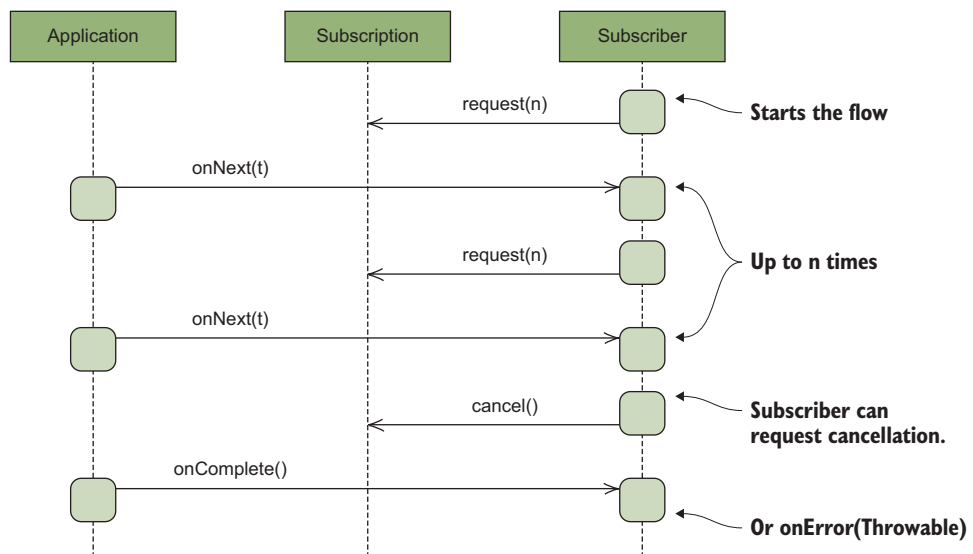 Application
Subscription
Subscriber
request(n)
Starts the flow
onNext(t)
request(n)
Up to n times
onNext(t)
cancel()
Subscriber can
request cancellation.
onComplete()
Or onError(Throwable)